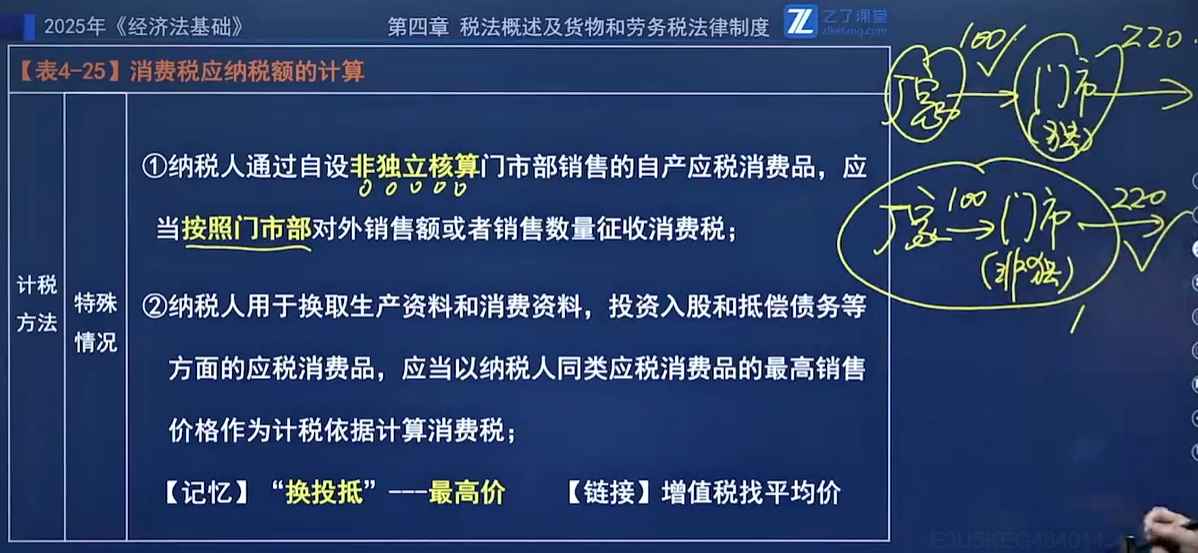 2025年《经济法基础》
第四章 税法概述及货物和劳务税法律制度
之了课堂
zlketang.com
【表4-25】消费税应纳税额的计算
计税
方法
特殊
情况
①纳税人通过自设非独立核算门市部销售的自产应税消费品，应
当按照门市部对外销售额或者销售数量征收消费税；
②纳税人用于换取生产资料和消费资料，投资入股和抵偿债务等
方面的应税消费品，应当以纳税人同类应税消费品的最高销售
价格作为计税依据计算消费税；
【记忆】“换投抵”---最高价 【链接】增值税找平均价
厂家 100 门市 220
(独)
厂家 100 门市 220
(非独)
E3U5KFG484014